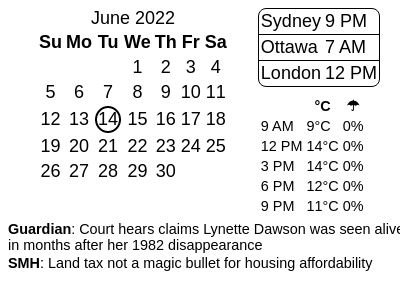 June 2022
Su Mo Tu We Th Fr Sa
1 2 3 4
5 6 7 8 9 10 11
12 13 14 15 16 17 18
19 20 21 22 23 24 25
26 27 28 29 30
Sydney 9 PM
Ottawa 7 AM
London 12 PM
°C ☂
9 AM 9°C 0%
12 PM 14°C 0%
3 PM 14°C 0%
6 PM 12°C 0%
9 PM 11°C 0%
Guardian: Court hears claims Lynette Dawson was seen alive
in months after her 1982 disappearance
SMH: Land tax not a magic bullet for housing affordability